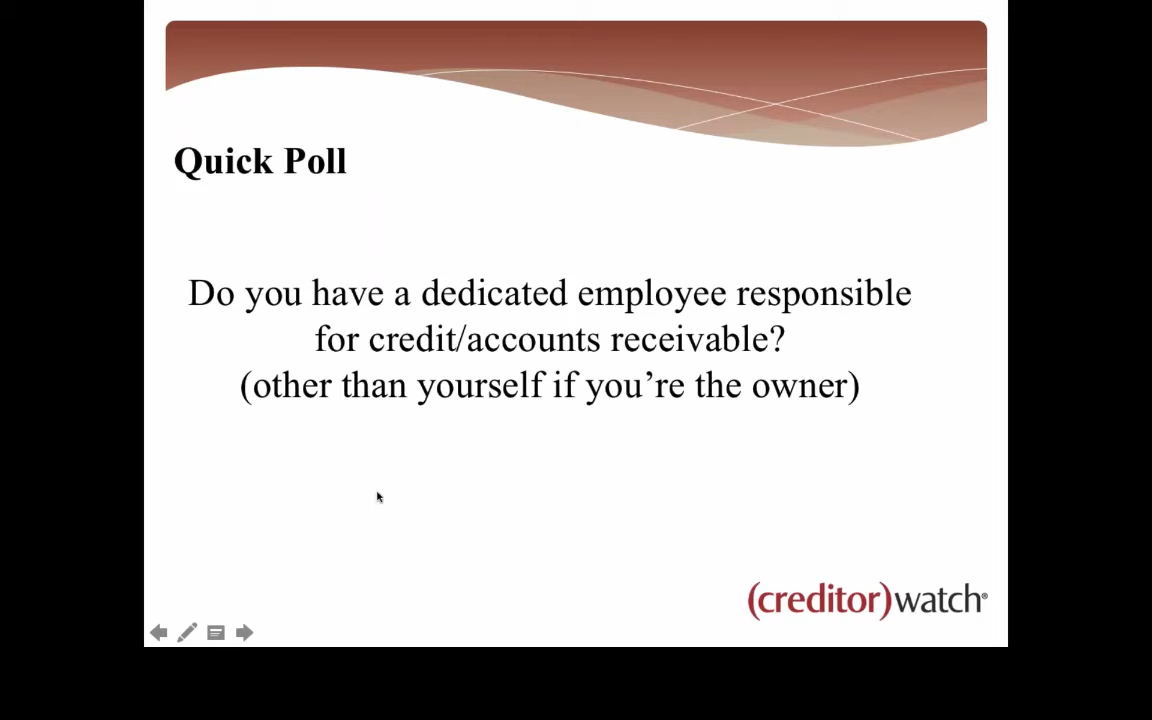 Quick Poll
Do you have a dedicated employee responsible
for credit/accounts receivable?
(other than yourself if you’re the owner)
(creditor)watch®